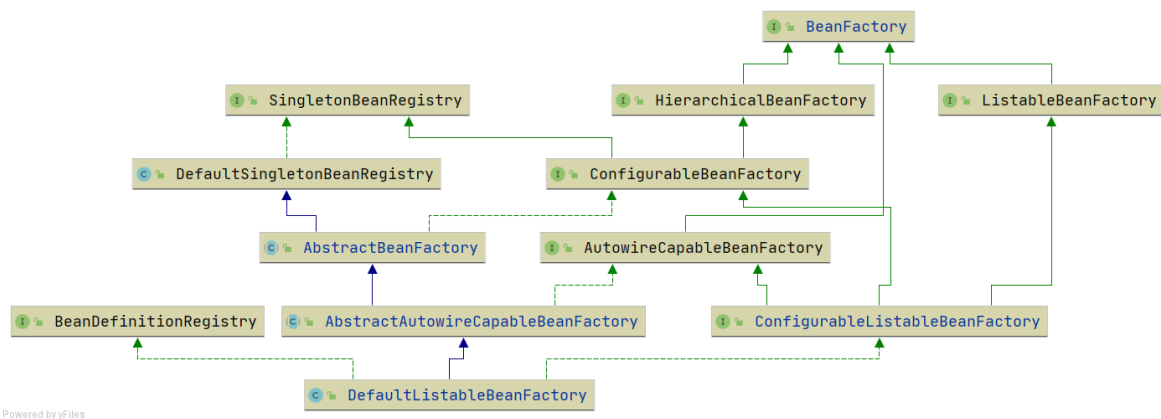 I BeanFactory
I SingletonBeanRegistry
I HierarchicalBeanFactory
I ListableBeanFactory
C DefaultSingletonBeanRegistry
I ConfigurableBeanFactory
C AbstractBeanFactory
I AutowireCapableBeanFactory
I BeanDefinitionRegistry
C AbstractAutowireCapableBeanFactory
I ConfigurableListableBeanFactory
C DefaultListableBeanFactory
Powered by yFiles